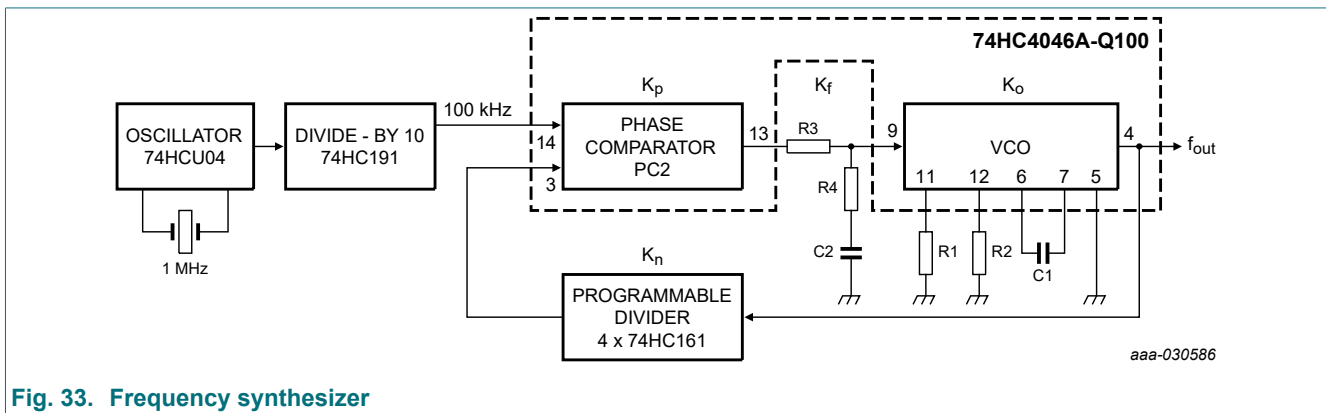 74HC4046A-Q100
Kp
Kf
Ko
100 kHz
OSCILLATOR
74HCU04
DIVIDE - BY 10
74HC191
14
3
PHASE
COMPARATOR
PC2
13
R3
9
VCO
4
fout
11
12
6
7
5
R4
C2
R1
R2
C1
1 MHz
Kn
PROGRAMMABLE
DIVIDER
4 x 74HC161
aaa-030586
Fig. 33. Frequency synthesizer